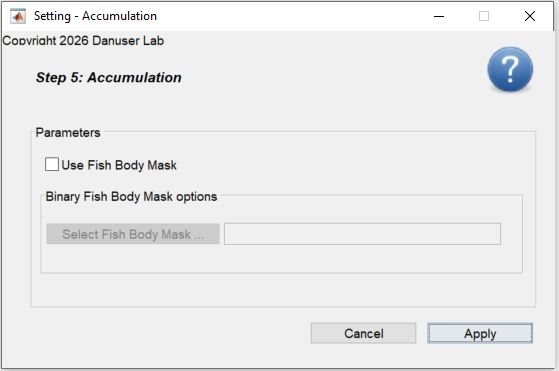 Setting - Accumulation
Copyright 2026 Danuser Lab
Step 5: Accumulation
?
Parameters
Use Fish Body Mask
Binary Fish Body Mask options
Select Fish Body Mask ...
Cancel
Apply